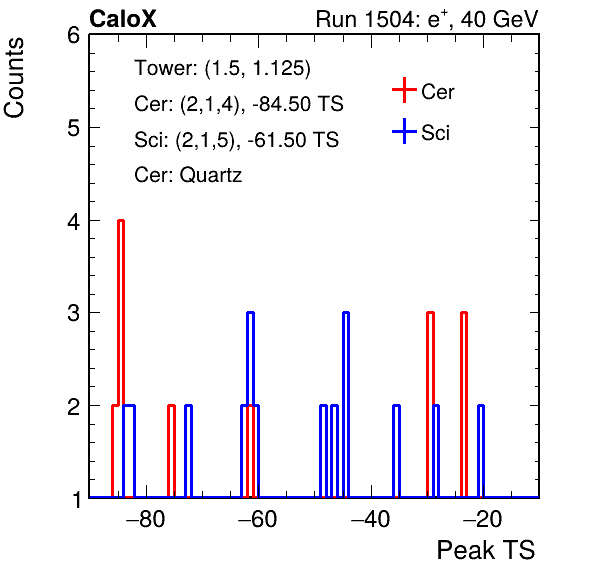 CaloX Run 1504: e⁺, 40 GeV
Counts
6
5
4
3
2
1
Tower: (1.5, 1.125)
Cer: (2,1,4), -84.50 TS
Sci: (2,1,5), -61.50 TS
Cer: Quartz
Cer
Sci
−80 −60 −40 −20
Peak TS